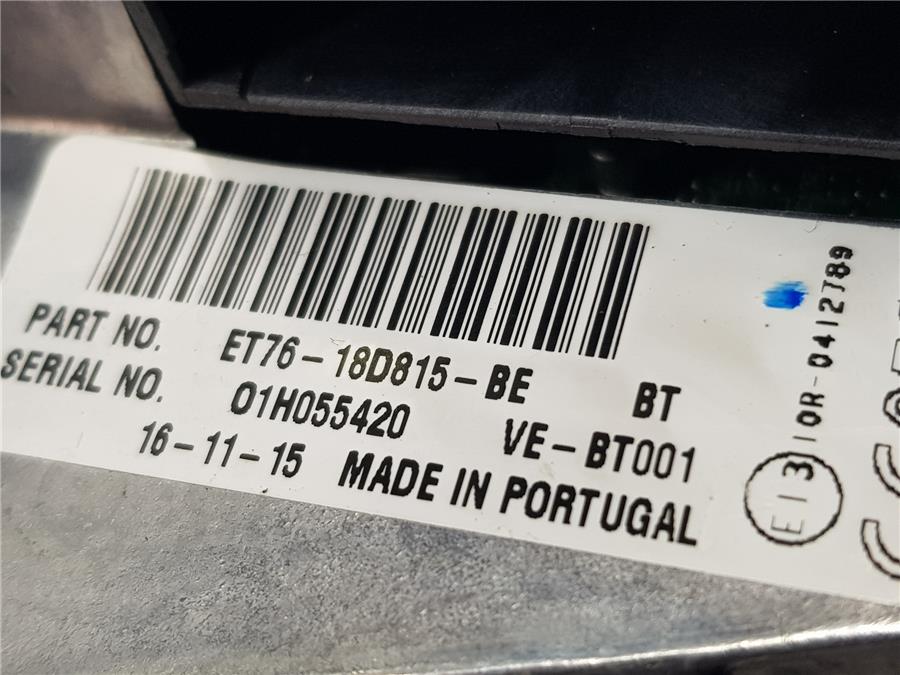 PART NO. ET76-18D815-BE BT
SERIAL NO. 01H055420 VE-BT001
16-11-15 MADE IN PORTUGAL
E13
10R-0412789